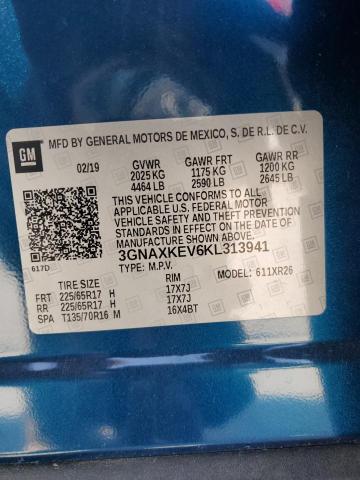 GM
MFD BY GENERAL MOTORS DE MEXICO, S. DE R.L. DE C.V.
02/19 GVWR GAWR FRT GAWR RR
2025 KG 1175 KG 1200 KG
4464 LB 2590 LB 2645 LB
THIS VEHICLE CONFORMS TO ALL
APPLICABLE U.S. FEDERAL MOTOR
VEHICLE SAFETY AND THEFT
PREVENTION STANDARDS IN EFFECT
ON THE DATE OF MANUFACTURE
SHOWN ABOVE.
617D
3GNAXKEV6KL313941
TYPE: M.P.V. MODEL: 611XR26
TIRE SIZE RIM
FRT 225/65R17 H 17X7J
RR 225/65R17 H 17X7J
SPA T135/70R16 M 16X4BT